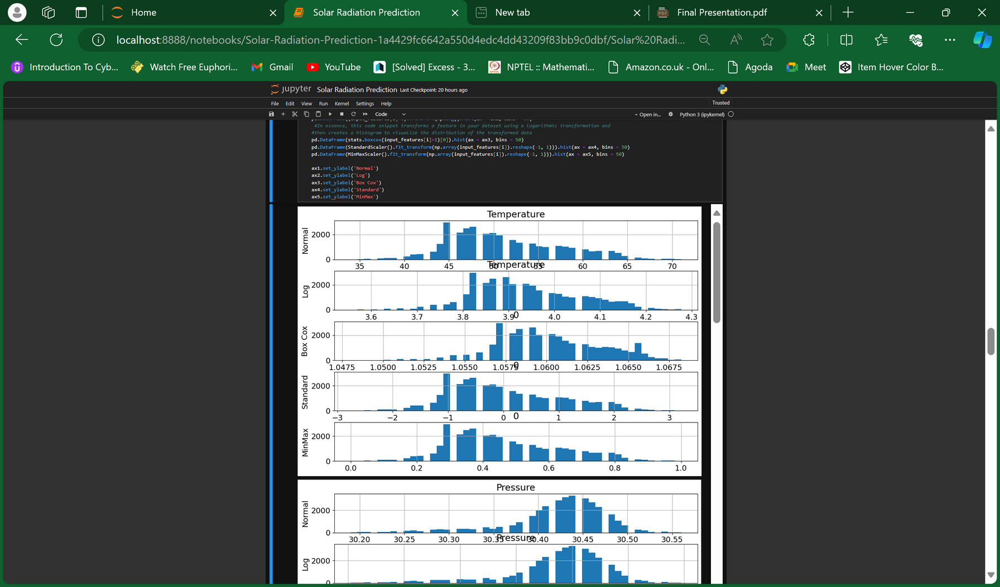 Home
Solar Radiation Prediction
New tab
Final Presentation.pdf
localhost:8888/notebooks/Solar-Radiation-Prediction-1a4429fc6642a550d4edc4dd43209f83bb9c0dbf/Solar%20Radi...
Introduction To Cyb...
Watch Free Euphori...
Gmail
YouTube
[Solved] Excess - 3...
NPTEL :: Mathemati...
Amazon.co.uk - Onl...
Agoda
Meet
Item Hover Color B...
jupyter Solar Radiation Prediction Last Checkpoint: 20 hours ago
File Edit View Run Kernel Settings Help
Trusted
Code
Open in...
Python 3 (ipykernel)
#In essence, this code snippet transforms a feature in your dataset using a logarithmic transformation and
#then creates a histogram to visualize the distribution of the transformed data
pd.DataFrame(stats.boxcox(input_features[i]+1)[0]).hist(ax = ax3, bins = 50)
pd.DataFrame(StandardScaler().fit_transform(np.array(input_features[i]).reshape(-1, 1))).hist(ax = ax4, bins = 50)
pd.DataFrame(MinMaxScaler().fit_transform(np.array(input_features[i]).reshape(-1, 1))).hist(ax = ax5, bins = 50)
ax1.set_ylabel('Normal')
ax2.set_ylabel('Log')
ax3.set_ylabel('Box Cox')
ax4.set_ylabel('Standard')
ax5.set_ylabel('MinMax')
Temperature
Normal
2000
0
35 40 45 50 55 60 65 70
Temperature
Log
2000
0
3.6 3.7 3.8 3.9 4.0 4.1 4.2 4.3
0
Box Cox
2000
0
1.0475 1.0500 1.0525 1.0550 1.0575 1.0600 1.0625 1.0650 1.0675
0
Standard
2000
0
−3 −2 −1 0 1 2 3
0
MinMax
2000
0
0.0 0.2 0.4 0.6 0.8 1.0
Pressure
Normal
2000
0
30.20 30.25 30.30 30.35 30.40 30.45 30.50 30.55
Pressure
Log
2000
0